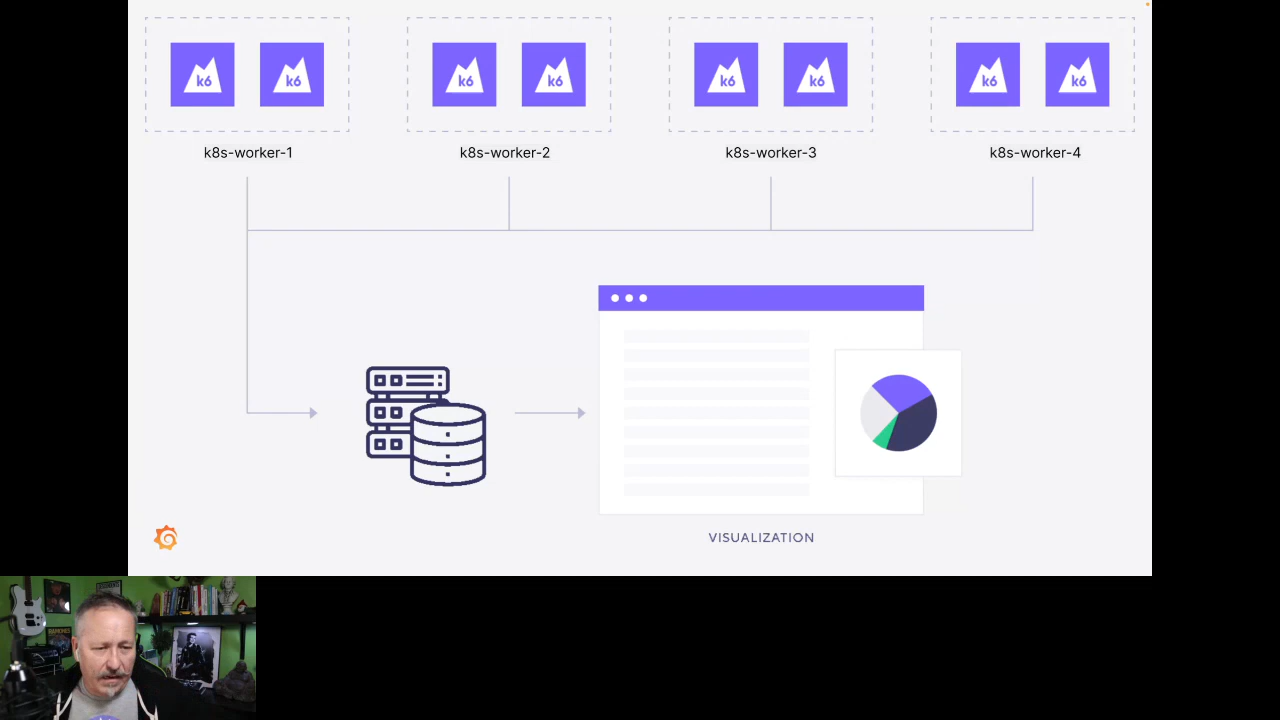 k6 k6 k6 k6 k6 k6 k6 k6
k8s-worker-1 k8s-worker-2 k8s-worker-3 k8s-worker-4
VISUALIZATION
RAMONES